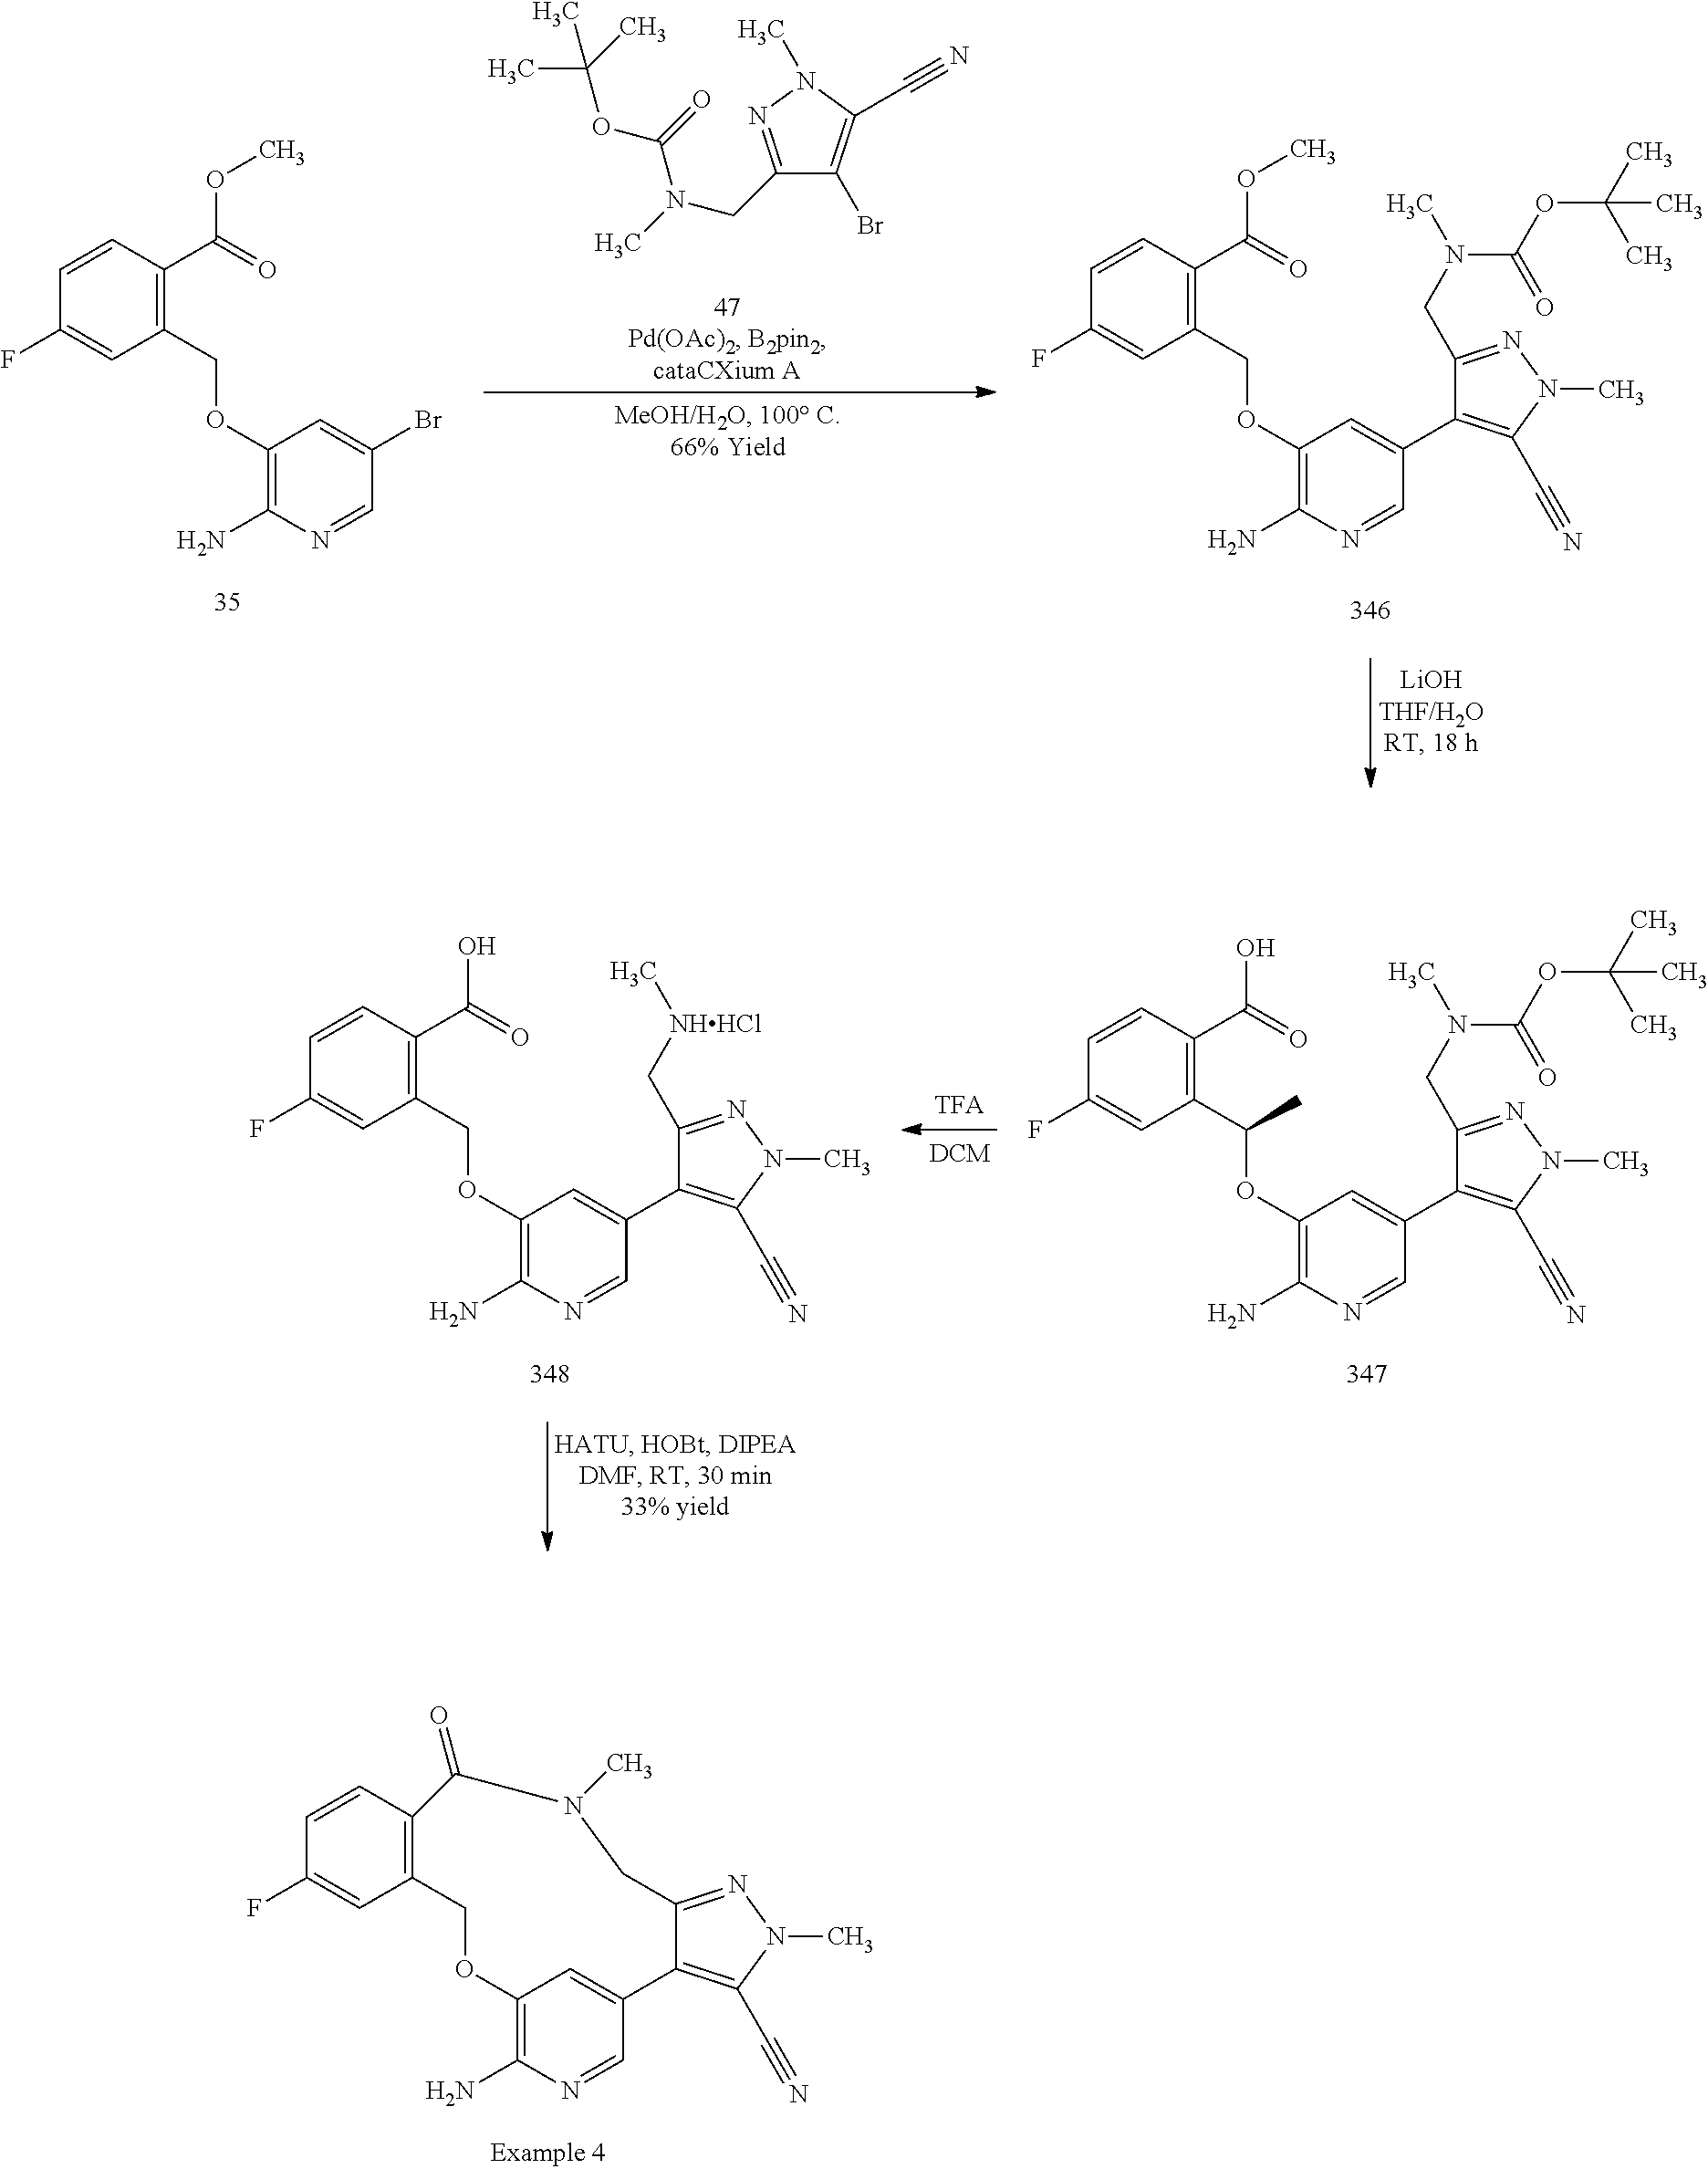 H3C
CH3
H3C
O
O
N
H3C
H3C
N
N
N
Br
O
CH3
O
F
O
Br
H2N
N
35
47
Pd(OAc)2, B2pin2,
cataCXium A
MeOH/H2O, 100° C.
66% Yield
O
CH3
O
F
O
H2N
N
H3C
N
O
O
CH3
CH3
CH3
N
N
CH3
N
346
LiOH
THF/H2O
RT, 18 h
OH
O
F
O
H2N
N
H3C
NH•HCl
N
N
CH3
N
348
TFA
DCM
OH
O
F
O
H2N
N
H3C
N
O
O
CH3
CH3
CH3
N
N
CH3
N
347
HATU, HOBt, DIPEA
DMF, RT, 30 min
33% yield
O
N
CH3
F
O
H2N
N
N
N
CH3
N
Example 4